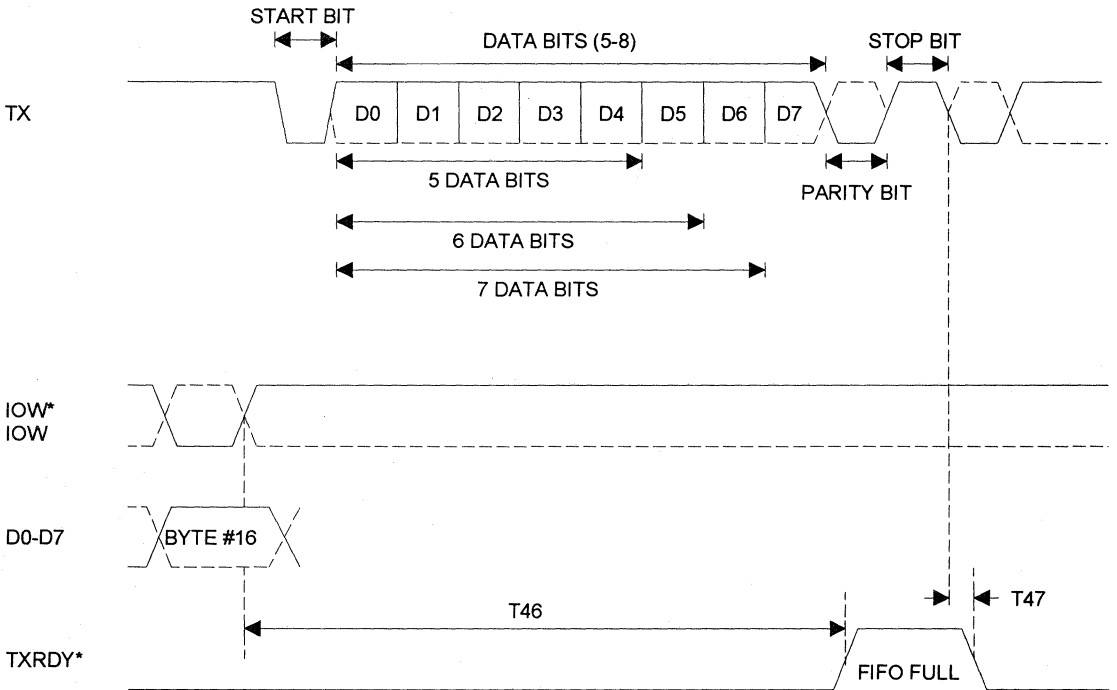 START BIT
DATA BITS (5-8)
STOP BIT
TX
D0 D1 D2 D3 D4 D5 D6 D7
5 DATA BITS
PARITY BIT
6 DATA BITS
7 DATA BITS
IOW*
IOW
D0-D7
BYTE #16
T46
T47
TXRDY*
FIFO FULL